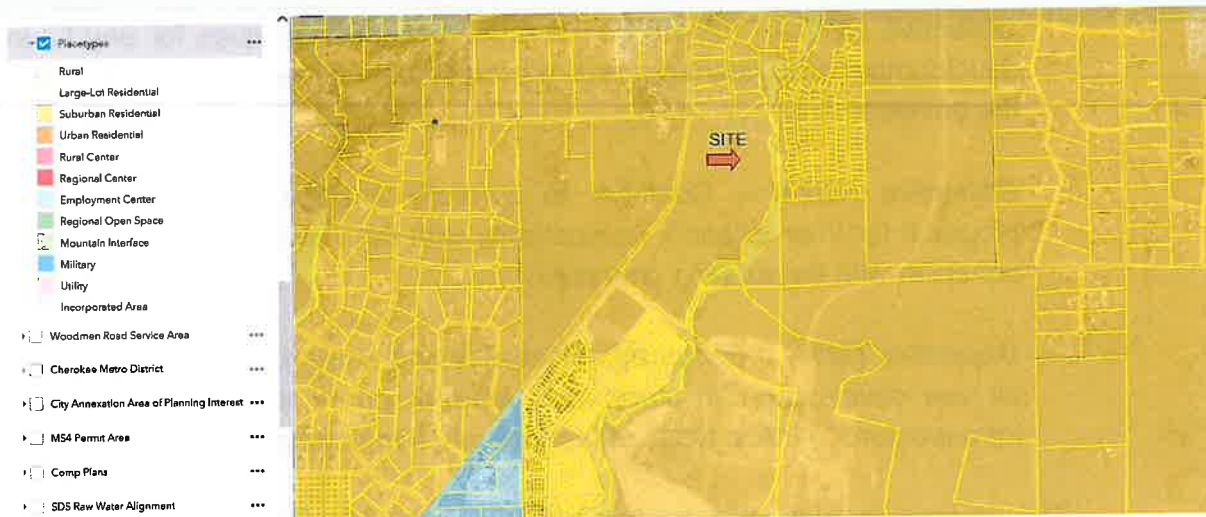 Placetypes
Rural
Large-Lot Residential
Suburban Residential
Urban Residential
Rural Center
Regional Center
Employment Center
Regional Open Space
Mountain Interface
Military
Utility
Incorporated Area
Woodmen Road Service Area
Cherokee Metro District
City Annexation Area of Planning Interest
MS4 Permit Area
Comp Plans
SDS Raw Water Alignment
SITE